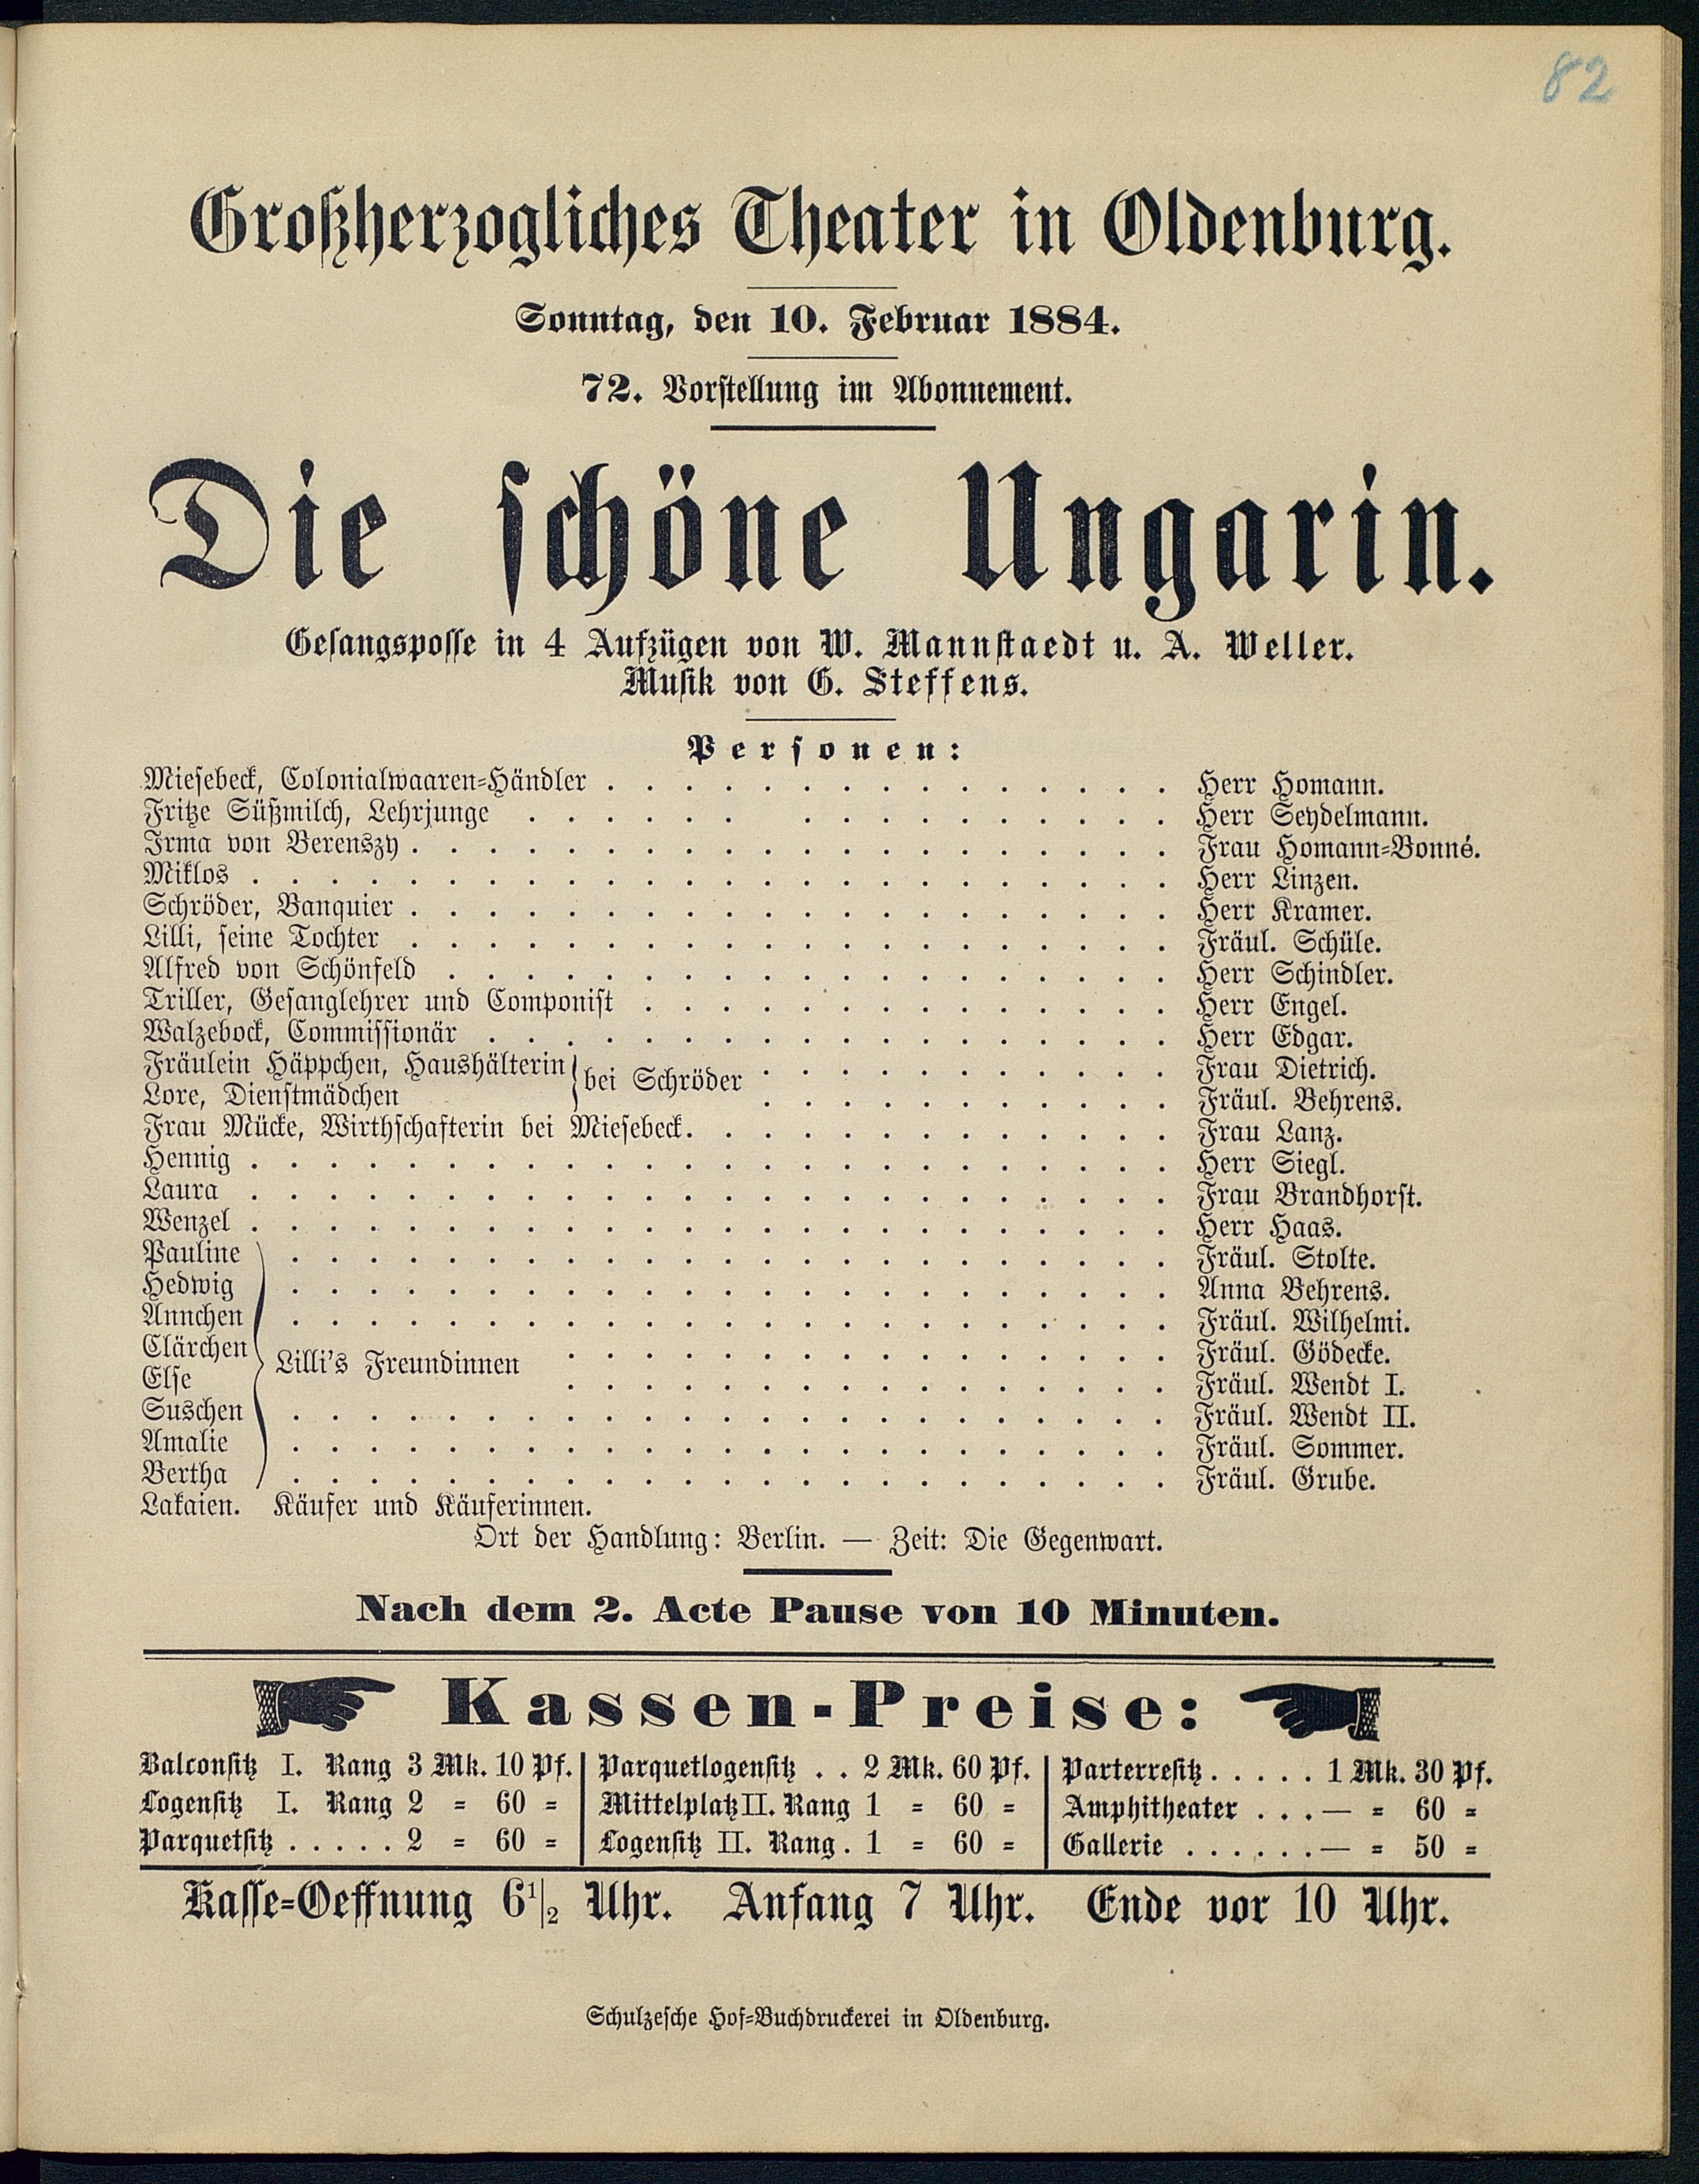 82
Großherzogliches Theater in Oldenburg.
Sonntag, den 10. Februar 1884.
72. Vorstellung im Abonnement.
Die schöne Ungarin.
Gesangsposse in 4 Aufzügen von W. Mannstaedt u. A. Weller.
Musik von G. Steffens.
Personen:
Miesebeck, Colonialwaaren-Händler . . . . . . . . . . . . . . . Herr Homann.
Fritze Süßmilch, Lehrjunge . . . . . . . . . . . . . . . . Herr Seydelmann.
Irma von Berenszy . . . . . . . . . . . . . . . . . . . . Frau Homann-Bonné.
Miklos . . . . . . . . . . . . . . . . . . . . . . . . Herr Linzen.
Schröder, Banquier . . . . . . . . . . . . . . . . . . . . Herr Kramer.
Lilli, seine Tochter . . . . . . . . . . . . . . . . . . . . Fräul. Schüle.
Alfred von Schönfeld . . . . . . . . . . . . . . . . . . . Herr Schindler.
Triller, Gesanglehrer und Componist . . . . . . . . . . . . . . Herr Engel.
Walzebock, Commissionär . . . . . . . . . . . . . . . . . . Herr Edgar.
Fräulein Häppchen, Haushälterin } bei Schröder . . . . . . . . . . . Frau Dietrich.
Lore, Dienstmädchen . . . . . . . . . . . Fräul. Behrens.
Frau Mücke, Wirthschafterin bei Miesebeck. . . . . . . . . . . . . Frau Lanz.
Hennig . . . . . . . . . . . . . . . . . . . . . . . . Herr Siegl.
Laura . . . . . . . . . . . . . . . . . . . . . . . . Frau Brandhorst.
Wenzel . . . . . . . . . . . . . . . . . . . . . . . . Herr Haas.
Pauline . . . . . . . . . . . . . . . . . . . . . . . Fräul. Stolte.
Hedwig . . . . . . . . . . . . . . . . . . . . . . . Anna Behrens.
Annchen . . . . . . . . . . . . . . . . . . . . . . . Fräul. Wilhelmi.
Clärchen } Lilli's Freundinnen . . . . . . . . . . . . . . . . Fräul. Gödecke.
Else . . . . . . . . . . . . . . . . Fräul. Wendt I.
Suschen . . . . . . . . . . . . . . . . . . . . . . . Fräul. Wendt II.
Amalie . . . . . . . . . . . . . . . . . . . . . . . Fräul. Sommer.
Bertha . . . . . . . . . . . . . . . . . . . . . . . Fräul. Grube.
Lakaien. Käufer und Käuferinnen.
Ort der Handlung: Berlin. — Zeit: Die Gegenwart.
Nach dem 2. Acte Pause von 10 Minuten.
Kassen-Preise:
Balconsitz I. Rang 3 Mk. 10 Pf. | Parquetlogensitz . . 2 Mk. 60 Pf. | Parterresitz . . . . . 1 Mk. 30 Pf.
Logensitz I. Rang 2 = 60 = | Mittelplatz II. Rang 1 = 60 = | Amphitheater . . . — = 60 =
Parquetsitz . . . . . 2 = 60 = | Logensitz II. Rang . 1 = 60 = | Gallerie . . . . . . — = 50 =
Kasse-Oeffnung 6 1/2 Uhr. Anfang 7 Uhr. Ende vor 10 Uhr.
Schulzesche Hof-Buchdruckerei in Oldenburg.